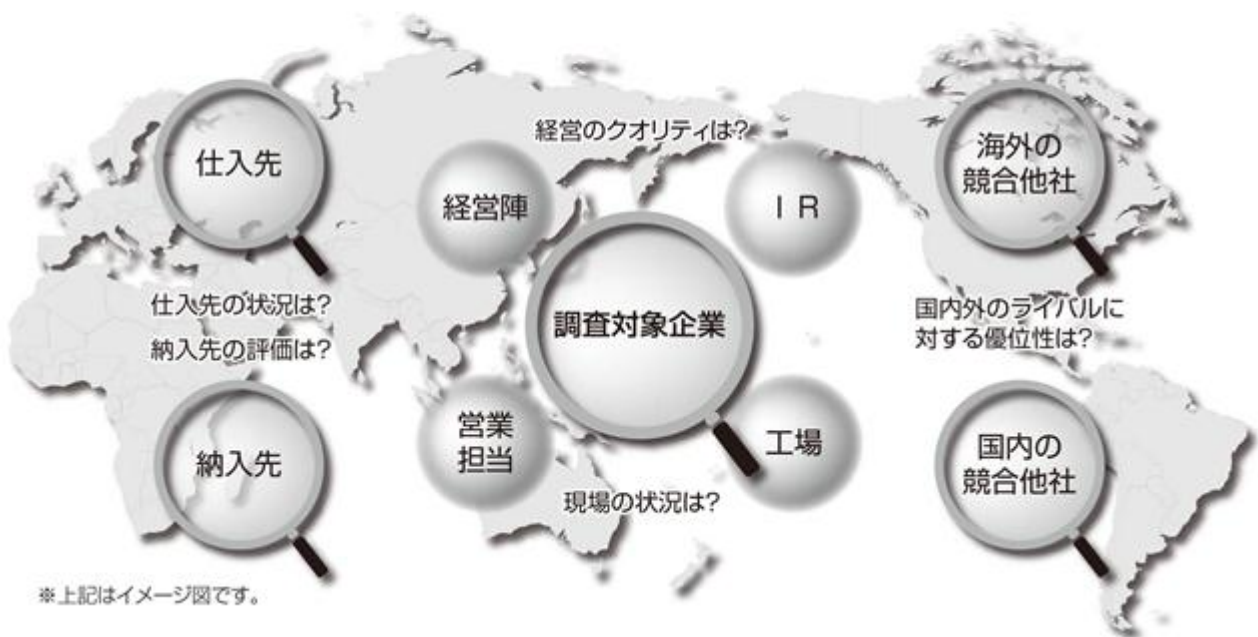 経営のクオリティは?
仕入先
経営陣
ＩＲ
海外の
競合他社
仕入先の状況は?
納入先の評価は?
調査対象企業
国内外のライバルに
対する優位性は?
納入先
営業
担当
工場
国内の
競合他社
現場の状況は?
※上記はイメージ図です。